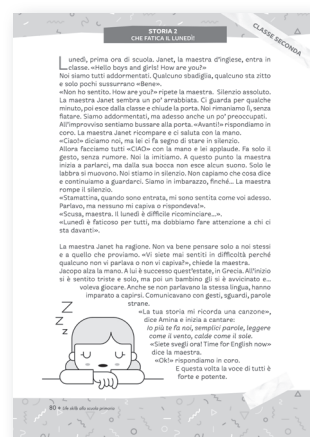 STORIA 2
CHE FATICA IL LUNEDÌ!
CLASSE SECONDA
Lunedì, prima ora di scuola. Janet, la maestra d'inglese, entra in
classe. «Hello boys and girls! How are you?»
Noi siamo tutti addormentati. Qualcuno sbadiglia, qualcuno sta zitto
e solo pochi sussurrano «Bene».
«Non ho sentito. How are you?» ripete la maestra. Silenzio assoluto.
La maestra Janet sembra un po' arrabbiata. Ci guarda per qualche
minuto, poi esce dalla classe e chiude la porta. Noi rimaniamo lì, senza
fiatare. Siamo addormentati, ma adesso anche un po' preoccupati.
All'improvviso sentiamo bussare alla porta. «Avanti!» rispondiamo in
coro. La maestra Janet ricompare e ci saluta con la mano.
«Ciao!» diciamo noi, ma lei ci fa segno di stare in silenzio.
Allora facciamo tutti «CIAO» con la mano e lei applaude. Fa solo il
gesto, senza rumore. Noi la imitiamo. A questo punto la maestra
inizia a parlarci, ma dalla sua bocca non esce alcun suono. Solo le
labbra si muovono. Noi stiamo in silenzio. Non capiamo che cosa dice
e continuiamo a guardarci. Siamo in imbarazzo, finché... La maestra
rompe il silenzio.
«Stamattina, quando sono entrata, mi sono sentita come voi adesso.
Parlavo, ma nessuno mi capiva o rispondeva!».
«Scusa, maestra. Il lunedì è difficile ricominciare...».
«Lunedì è faticoso per tutti, ma dobbiamo fare attenzione a chi ci
sta davanti».
La maestra Janet ha ragione. Non va bene pensare solo a noi stessi
e a quello che proviamo. «Vi siete mai sentiti in difficoltà perché
qualcuno non vi parlava o non vi capiva?», chiede la maestra.
Jacopo alza la mano. A lui è successo quest'estate, in Grecia. All'inizio
si è sentito triste e solo, ma poi un bambino gli si è avvicinato e...
voleva giocare. Anche se non parlavano la stessa lingua, hanno
imparato a capirsi. Comunicavano con gesti, sguardi, parole
strane.
«La tua storia mi ricorda una canzone»,
dice Amina e inizia a cantare:
Io più te fa noi, semplici parole, leggere
come il vento, calde come il sole.
«Siete svegli ora! Time for English now»
dice la maestra.
«Ok!» rispondiamo in coro.
E questa volta la voce di tutti è
forte e potente.
Z
Z
Z
80 • Life skills alla scuola primaria